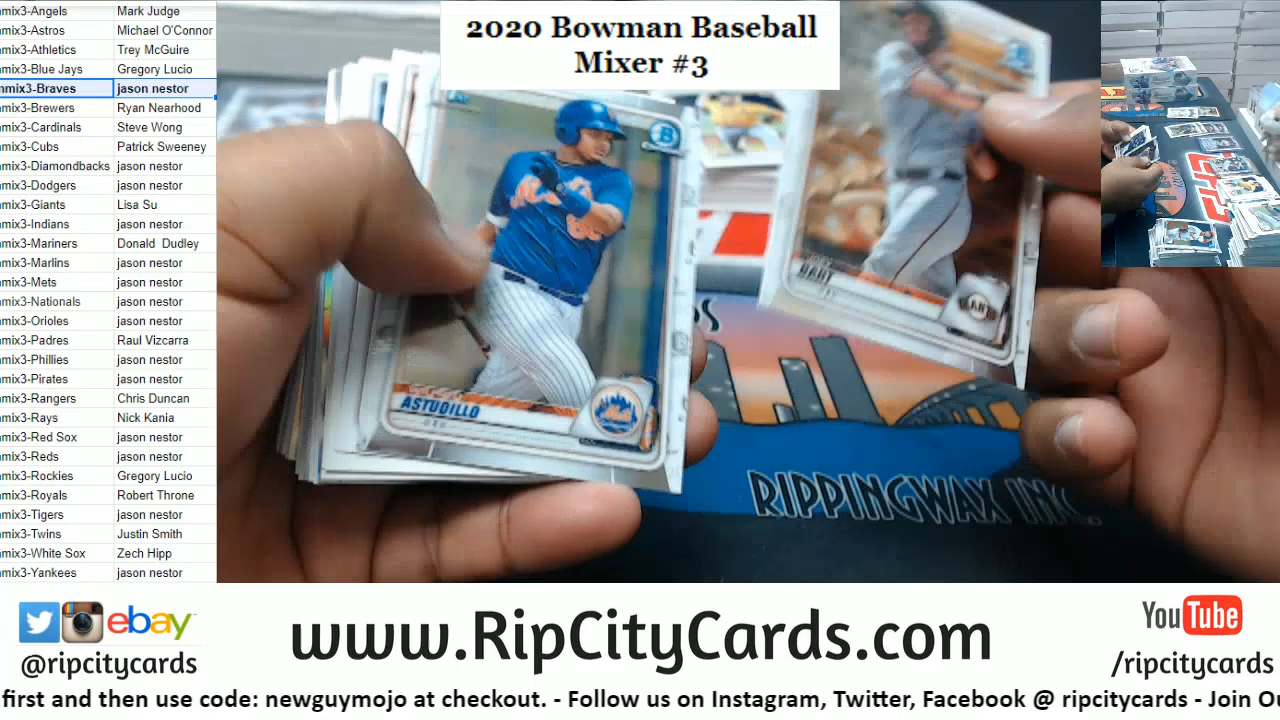 mix3-Angels Mark Judge
mix3-Astros Michael O'Connor
mix3-Athletics Trey McGuire
mix3-Blue Jays Gregory Lucio
mix3-Braves jason nestor
mix3-Brewers Ryan Nearhood
mix3-Cardinals Steve Wong
mix3-Cubs Patrick Sweeney
mix3-Diamondbacks jason nestor
mix3-Dodgers jason nestor
mix3-Giants Lisa Su
mix3-Indians jason nestor
mix3-Mariners Donald Dudley
mix3-Marlins jason nestor
mix3-Mets jason nestor
mix3-Nationals jason nestor
mix3-Orioles jason nestor
mix3-Padres Raul Vizcarra
mix3-Phillies jason nestor
mix3-Pirates jason nestor
mix3-Rangers Chris Duncan
mix3-Rays Nick Kania
mix3-Red Sox jason nestor
mix3-Reds jason nestor
mix3-Rockies Gregory Lucio
mix3-Royals Robert Throne
mix3-Tigers jason nestor
mix3-Twins Justin Smith
mix3-White Sox Zech Hipp
mix3-Yankees jason nestor
2020 Bowman Baseball
Mixer #3
B
Mets
ASTUDILLO
Mets
BART
RIPPINGWAX INC.
ebay
@ripcitycards
www.RipCityCards.com
YouTube
/ripcitycards
first and then use code: newguymojo at checkout. - Follow us on Instagram, Twitter, Facebook @ ripcitycards - Join Ou